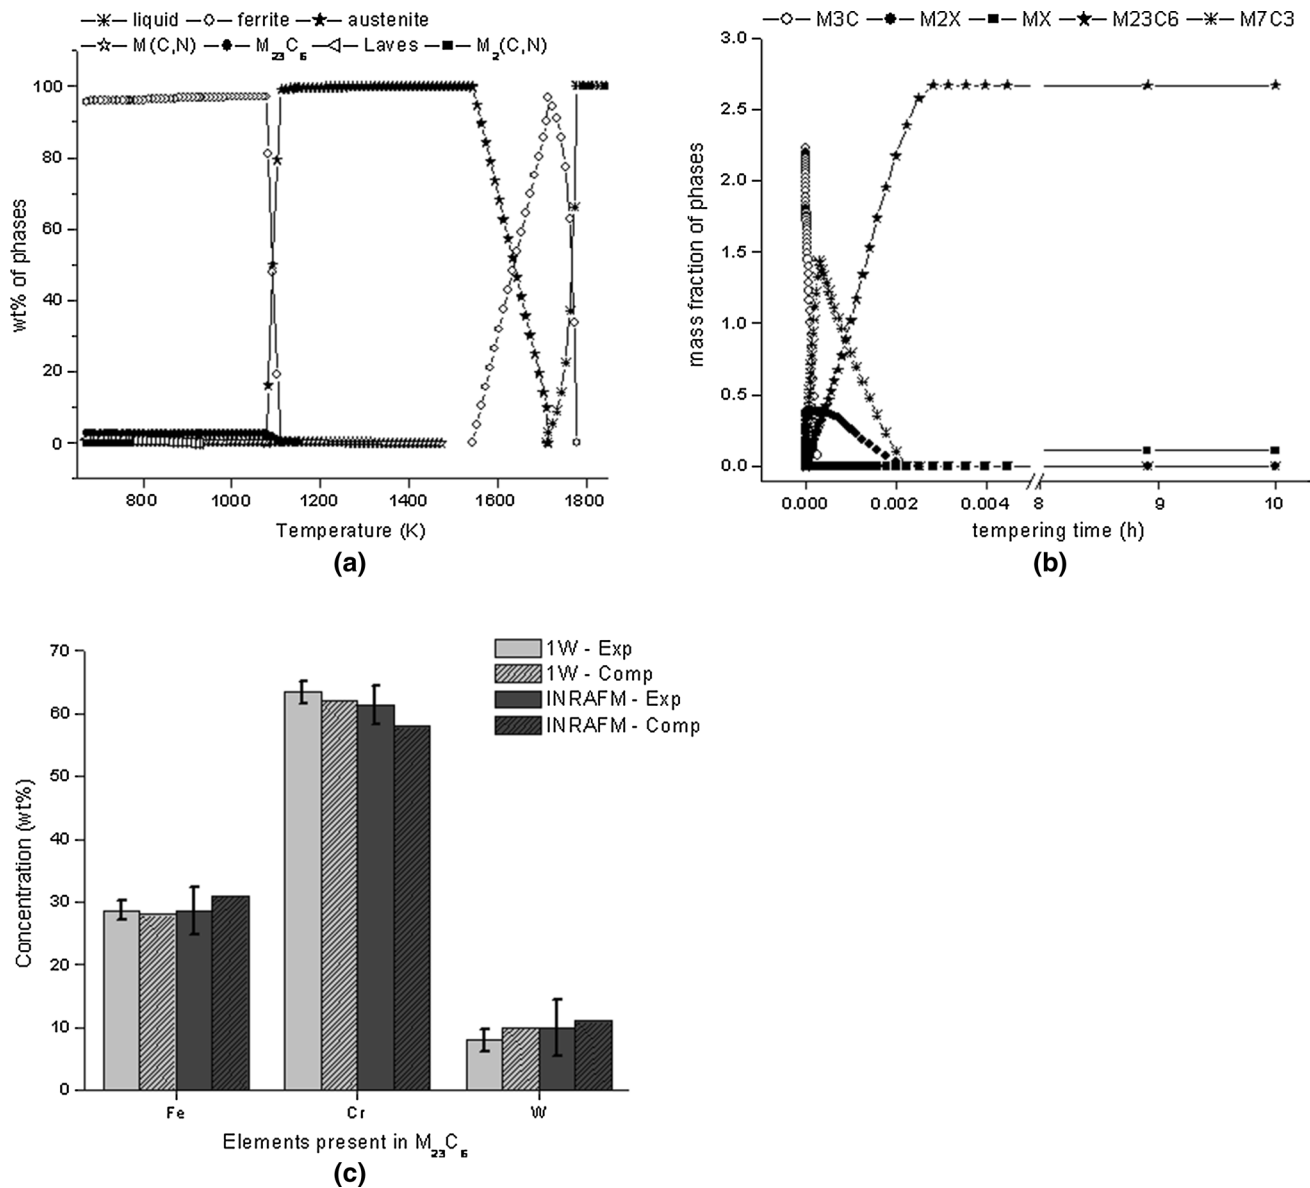 liquid ferrite austenite
M(C,N) M23C6 Laves M2(C,N)
100
80
60
40
20
0
wt% of phases
800 1000 1200 1400 1600 1800
Temperature (K)
(a)
M3C M2X MX M23C6 M7C3
3.0
2.5
2.0
1.5
1.0
0.5
0.0
mass fraction of phases
0.000 0.002 0.004 8 9 10
tempering time (h)
(b)
70
60
50
40
30
20
10
0
Concentration (wt%)
1W - Exp
1W - Comp
INRAFM - Exp
INRAFM - Comp
Fe Cr W
Elements present in M23C6
(c)